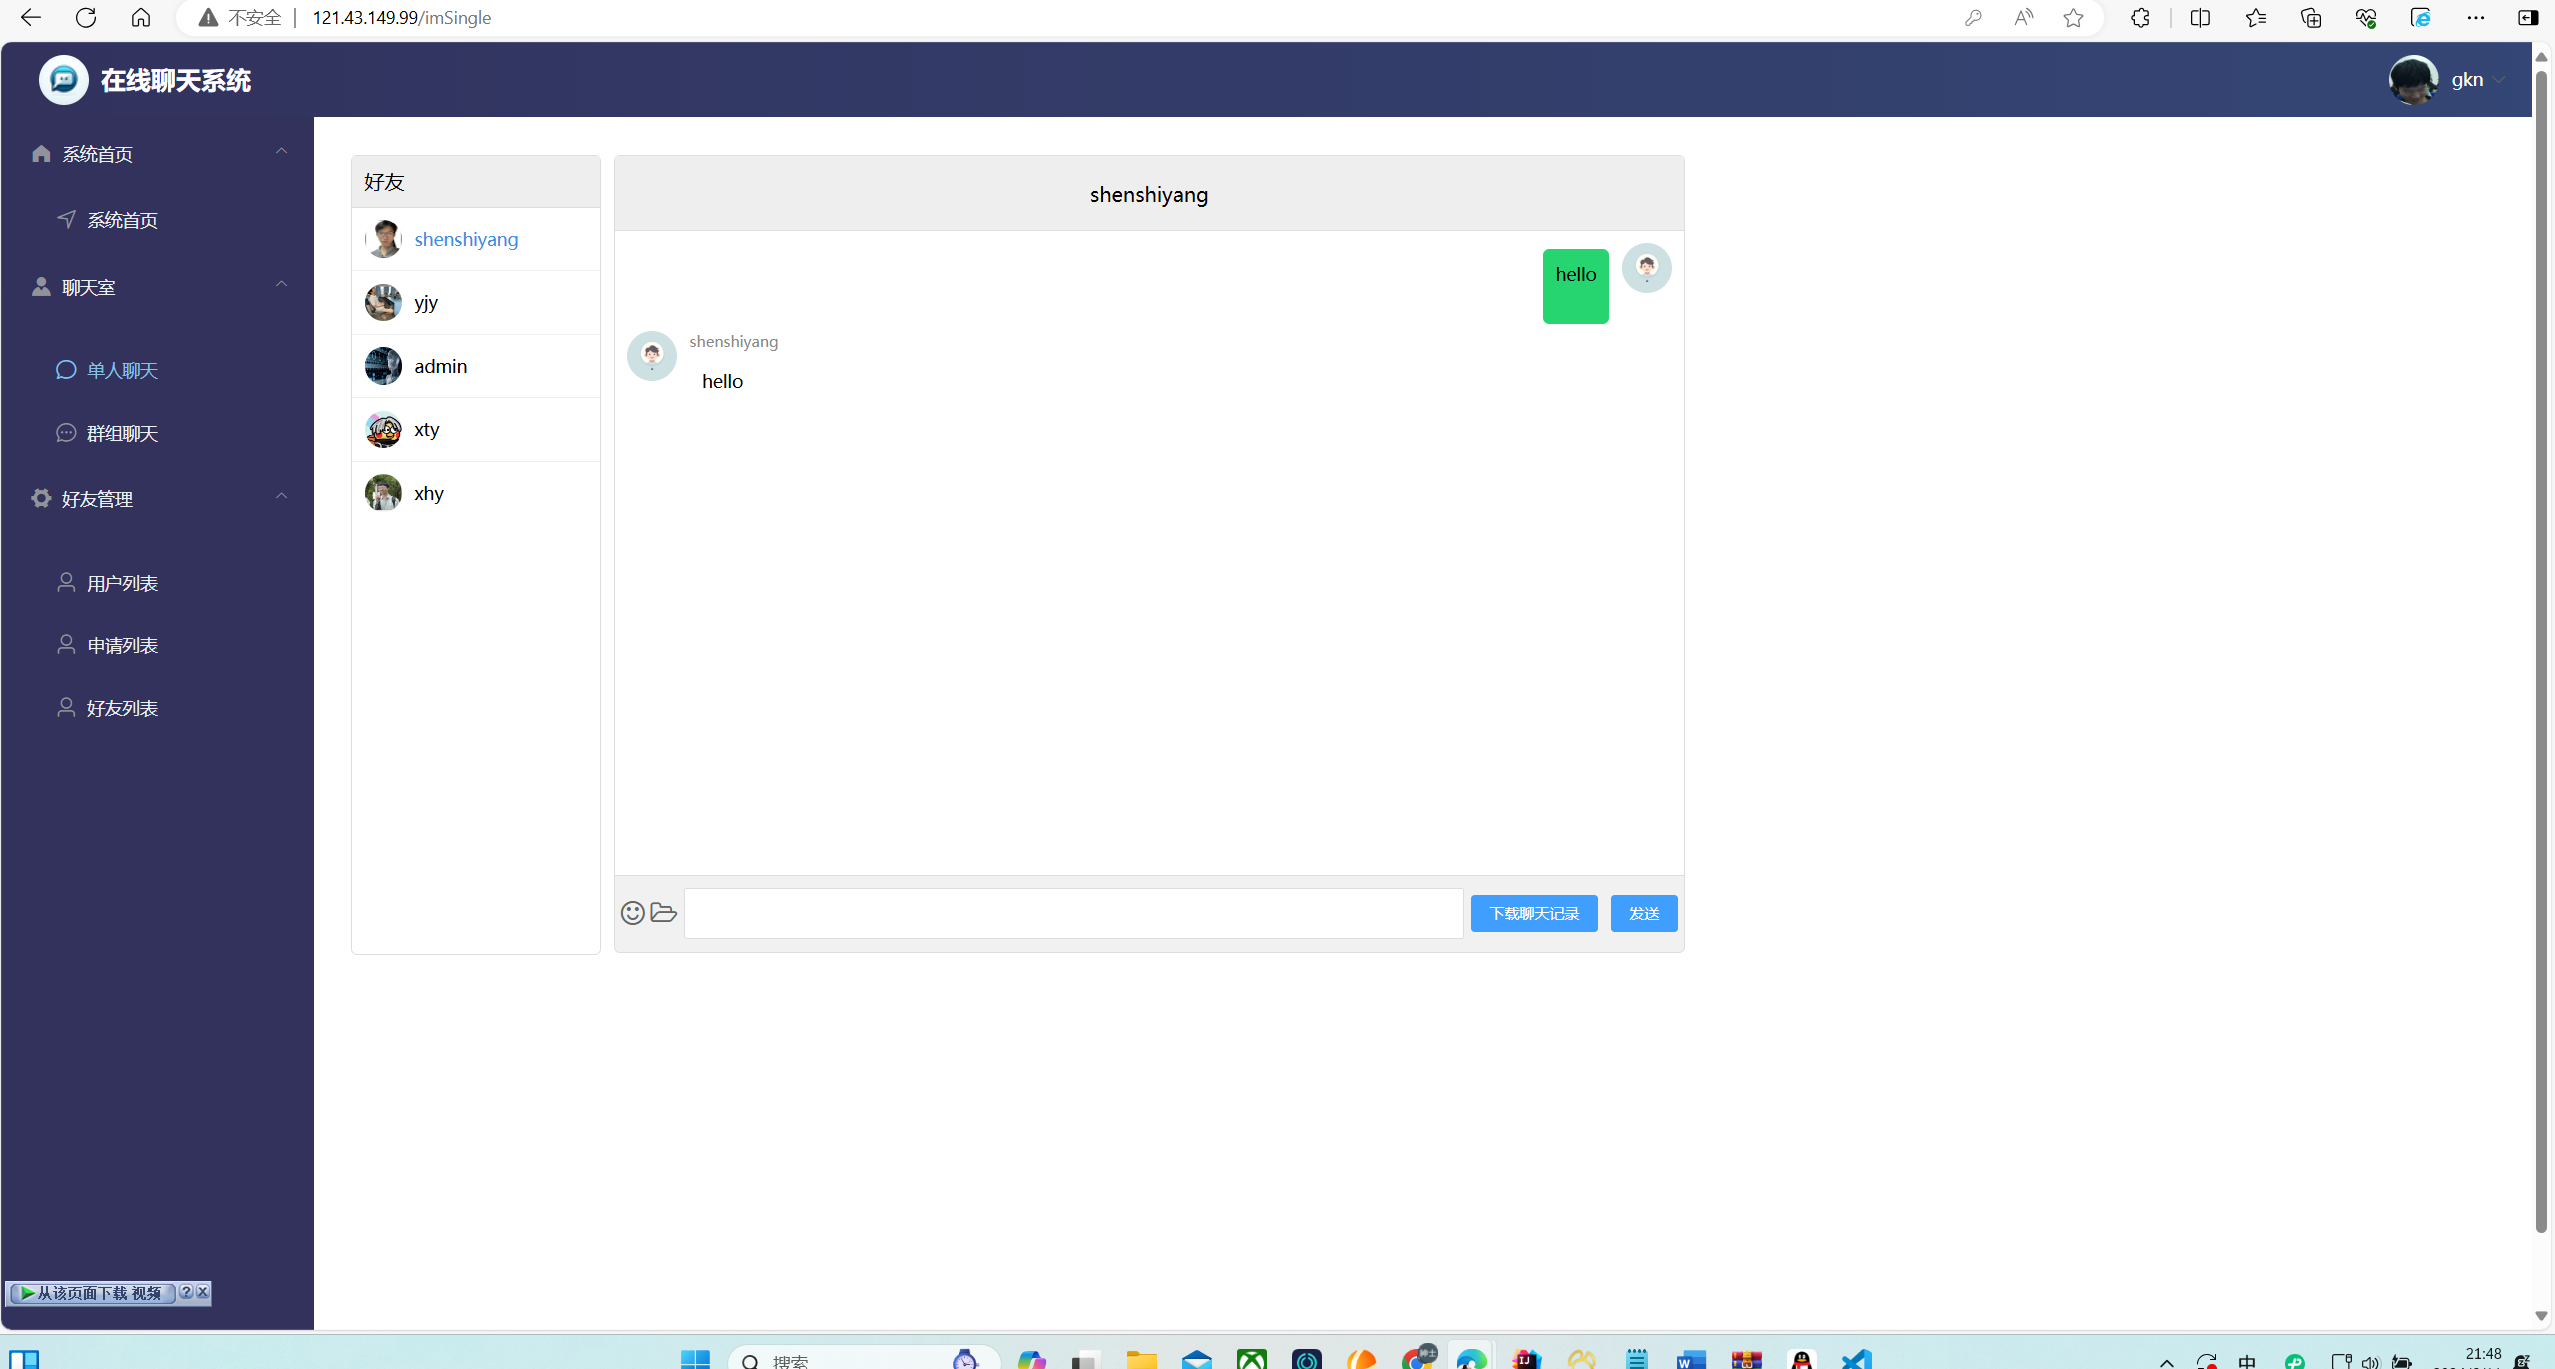 不安全 121.43.149.99/imSingle
在线聊天系统
gkn
系统首页
系统首页
聊天室
单人聊天
群组聊天
好友管理
用户列表
申请列表
好友列表
好友
shenshiyang
yjy
admin
xty
xhy
shenshiyang
hello
shenshiyang
hello
下载聊天记录
发送
从该页面下载 视频
搜索
中
21:48